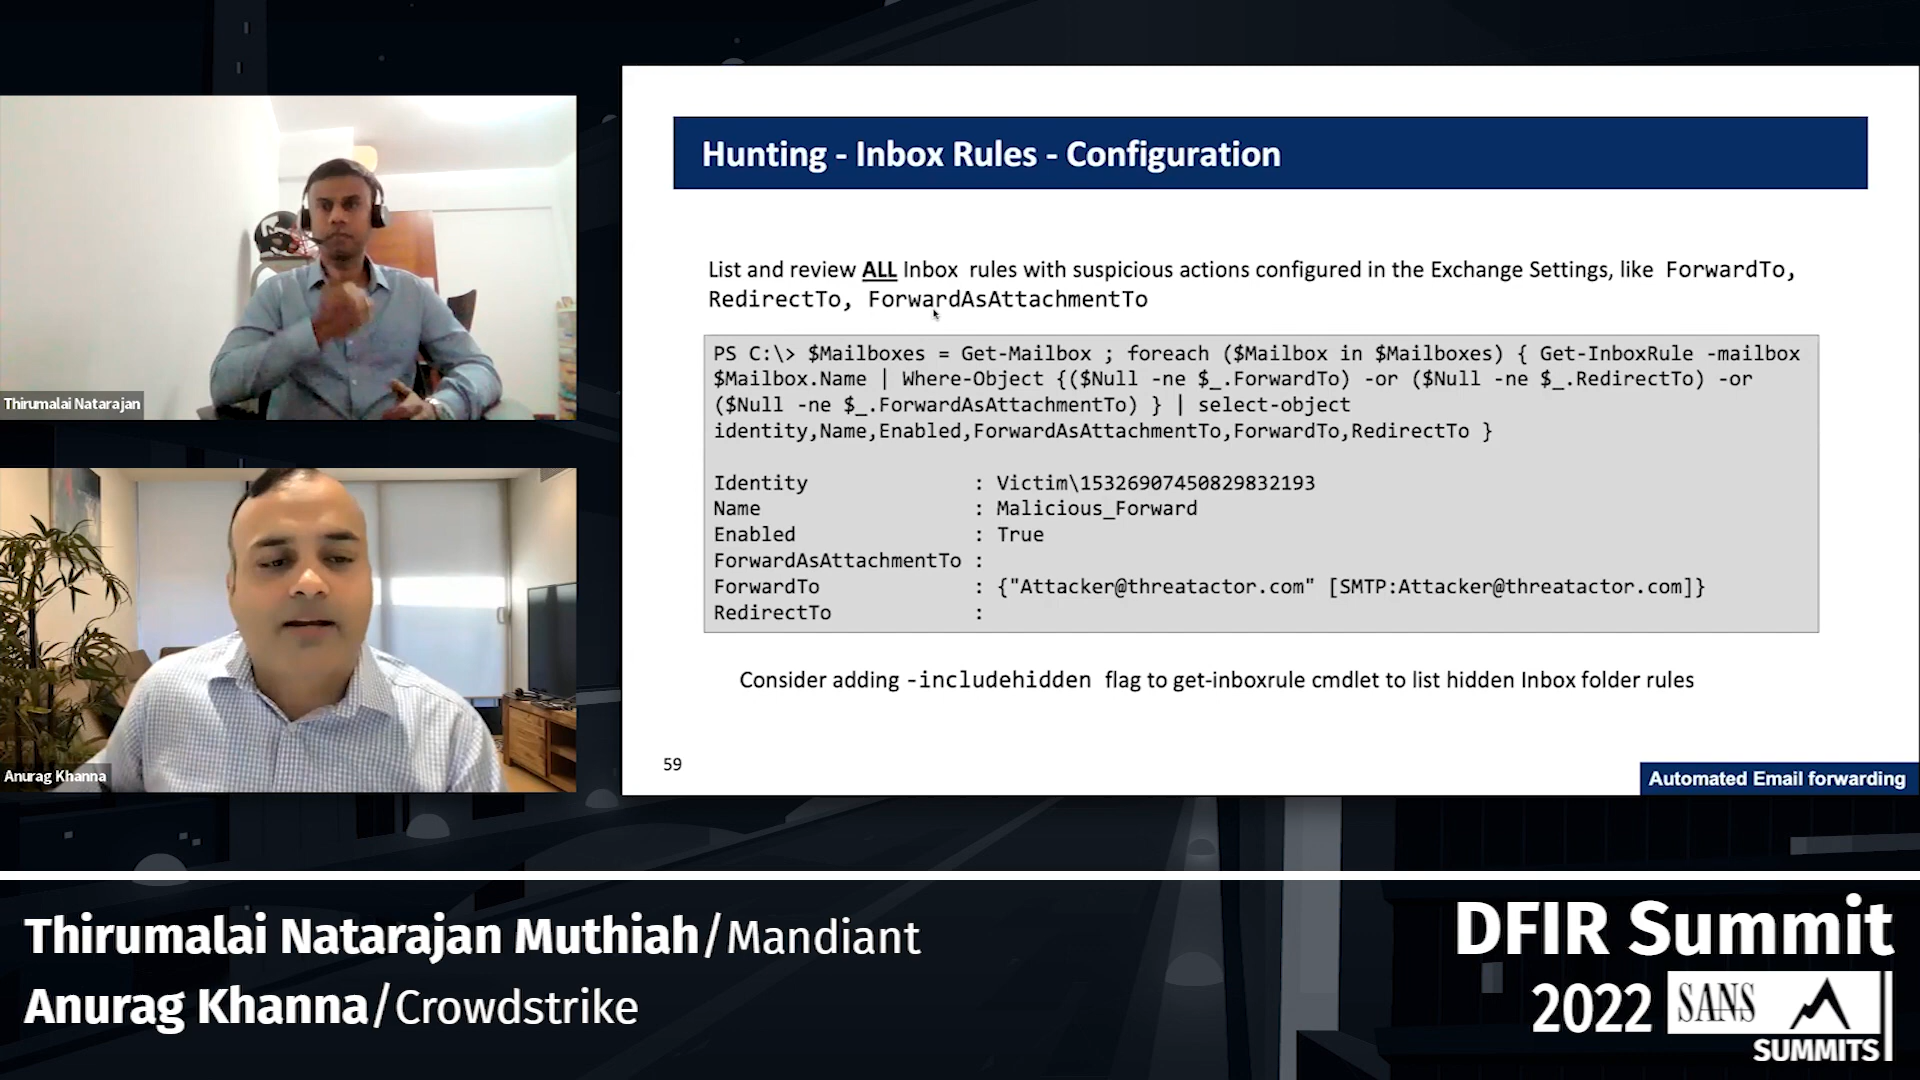 Thirumalai Natarajan
Anurag Khanna
Hunting - Inbox Rules - Configuration
List and review ALL Inbox rules with suspicious actions configured in the Exchange Settings, like ForwardTo,
RedirectTo, ForwardAsAttachmentTo
PS C:\> $Mailboxes = Get-Mailbox ; foreach ($Mailbox in $Mailboxes) { Get-InboxRule -mailbox
$Mailbox.Name | Where-Object {($Null -ne $_.ForwardTo) -or ($Null -ne $_.RedirectTo) -or
($Null -ne $_.ForwardAsAttachmentTo) } | select-object
identity,Name,Enabled,ForwardAsAttachmentTo,ForwardTo,RedirectTo }
Identity : Victim\15326907450829832193
Name : Malicious_Forward
Enabled : True
ForwardAsAttachmentTo :
ForwardTo : {"Attacker@threatactor.com" [SMTP:Attacker@threatactor.com]}
RedirectTo :
Consider adding -includehidden flag to get-inboxrule cmdlet to list hidden Inbox folder rules
59
Automated Email forwarding
Thirumalai Natarajan Muthiah/Mandiant
Anurag Khanna/Crowdstrike
DFIR Summit
2022 SANS
SUMMITS